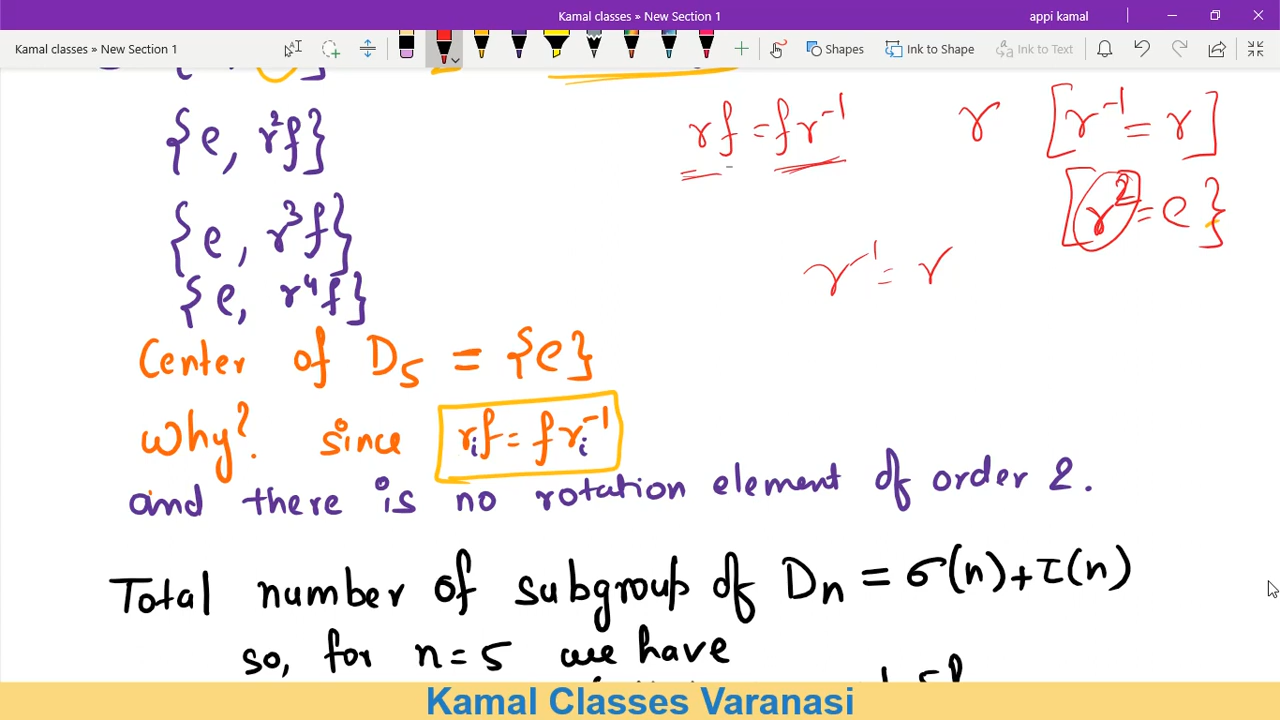 Kamal classes » New Section 1
appi kamal
Kamal classes » New Section 1
Shapes
Ink to Shape
Ink to Text
{e, r²f}
{e, r³f}
{e, r⁴f}
rf = fr⁻¹
r [r⁻¹ = r]
[r² = e}
r⁻¹ = r
Center of D₅ = {e}
Why? since rᵢf = f rᵢ⁻¹
and there is no rotation element of order 2.
Total number of subgroup of Dn = σ(n)+τ(n)
so, for n=5 we have
Kamal Classes Varanasi